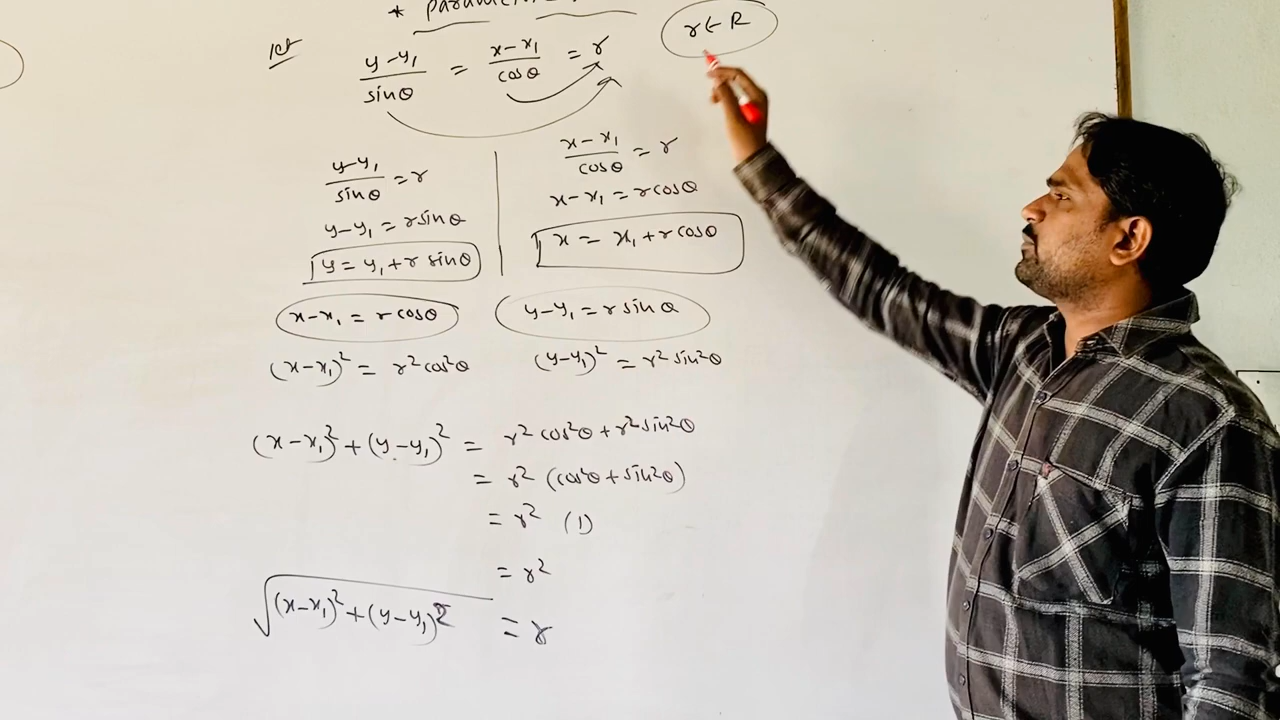 *
let (y-y₁)/sinθ = (x-x₁)/cosθ = r
r ∈ R
(y-y₁)/sinθ = r
(x-x₁)/cosθ = r
y-y₁ = r sinθ
x-x₁ = r cosθ
y = y₁ + r sinθ
x = x₁ + r cosθ
x-x₁ = r cosθ
y-y₁ = r sinθ
(x-x₁)² = r² cos²θ
(y-y₁)² = r² sin²θ
(x-x₁)² + (y-y₁)² = r² cos²θ + r² sin²θ
= r² (cos²θ + sin²θ)
= r² (1)
= r²
√((x-x₁)² + (y-y₁)²) = r